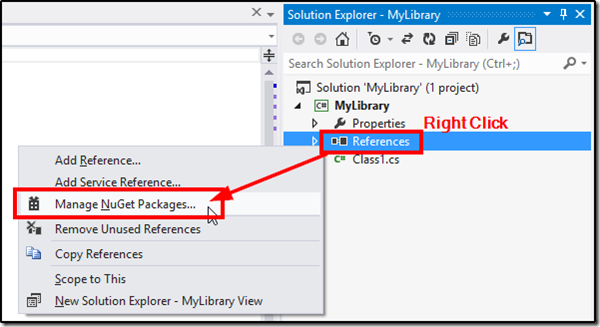 Solution Explorer - MyLibrary
Search Solution Explorer - MyLibrary (Ctrl+;)
Solution 'MyLibrary' (1 project)
C# MyLibrary
Properties
Right Click
References
C# Class1.cs
Add Reference...
Add Service Reference...
Manage NuGet Packages...
Remove Unused References
Copy References
Scope to This
New Solution Explorer - MyLibrary View